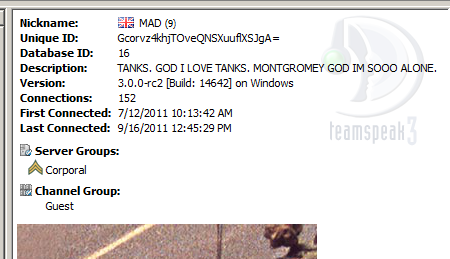 Nickname: MAD (9)
Unique ID: Gcorvz4khjTOveQNSXuuflXSJgA=
Database ID: 16
Description: TANKS. GOD I LOVE TANKS. MONTGROMEY GOD IM SOOO ALONE.
Version: 3.0.0-rc2 [Build: 14642] on Windows
Connections: 152
First Connected: 7/12/2011 10:13:42 AM
Last Connected: 9/16/2011 12:45:29 PM
teamspeak 3
Server Groups:
Corporal
Channel Group:
Guest